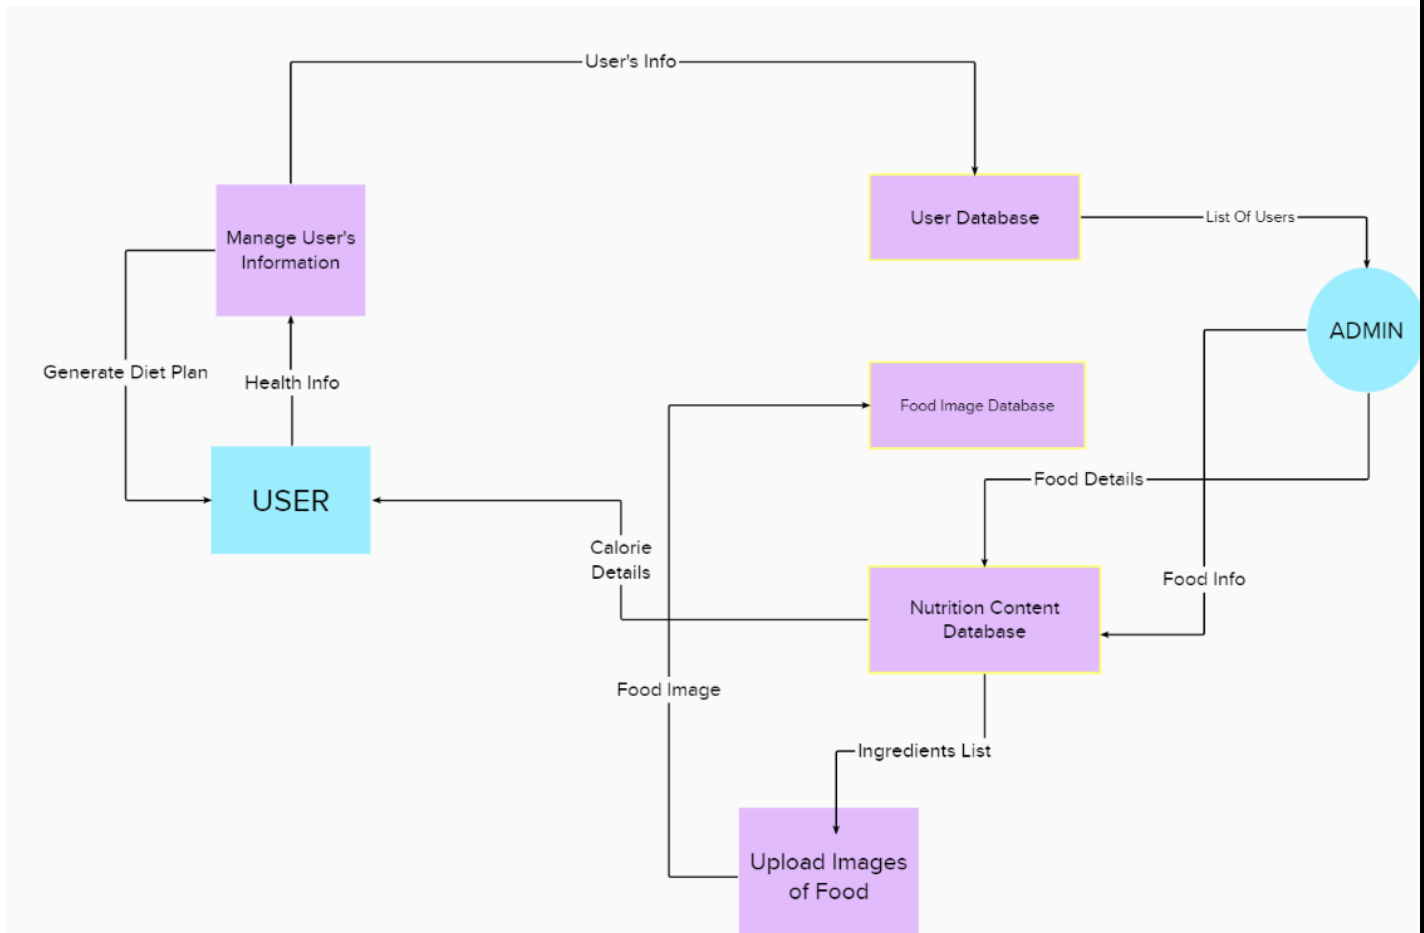 User's Info
User Database
List Of Users
Manage User's
Information
ADMIN
Generate Diet Plan
Health Info
Food Image Database
Food Details
USER
Calorie
Details
Food Info
Nutrition Content
Database
Food Image
Ingredients List
Upload Images
of Food